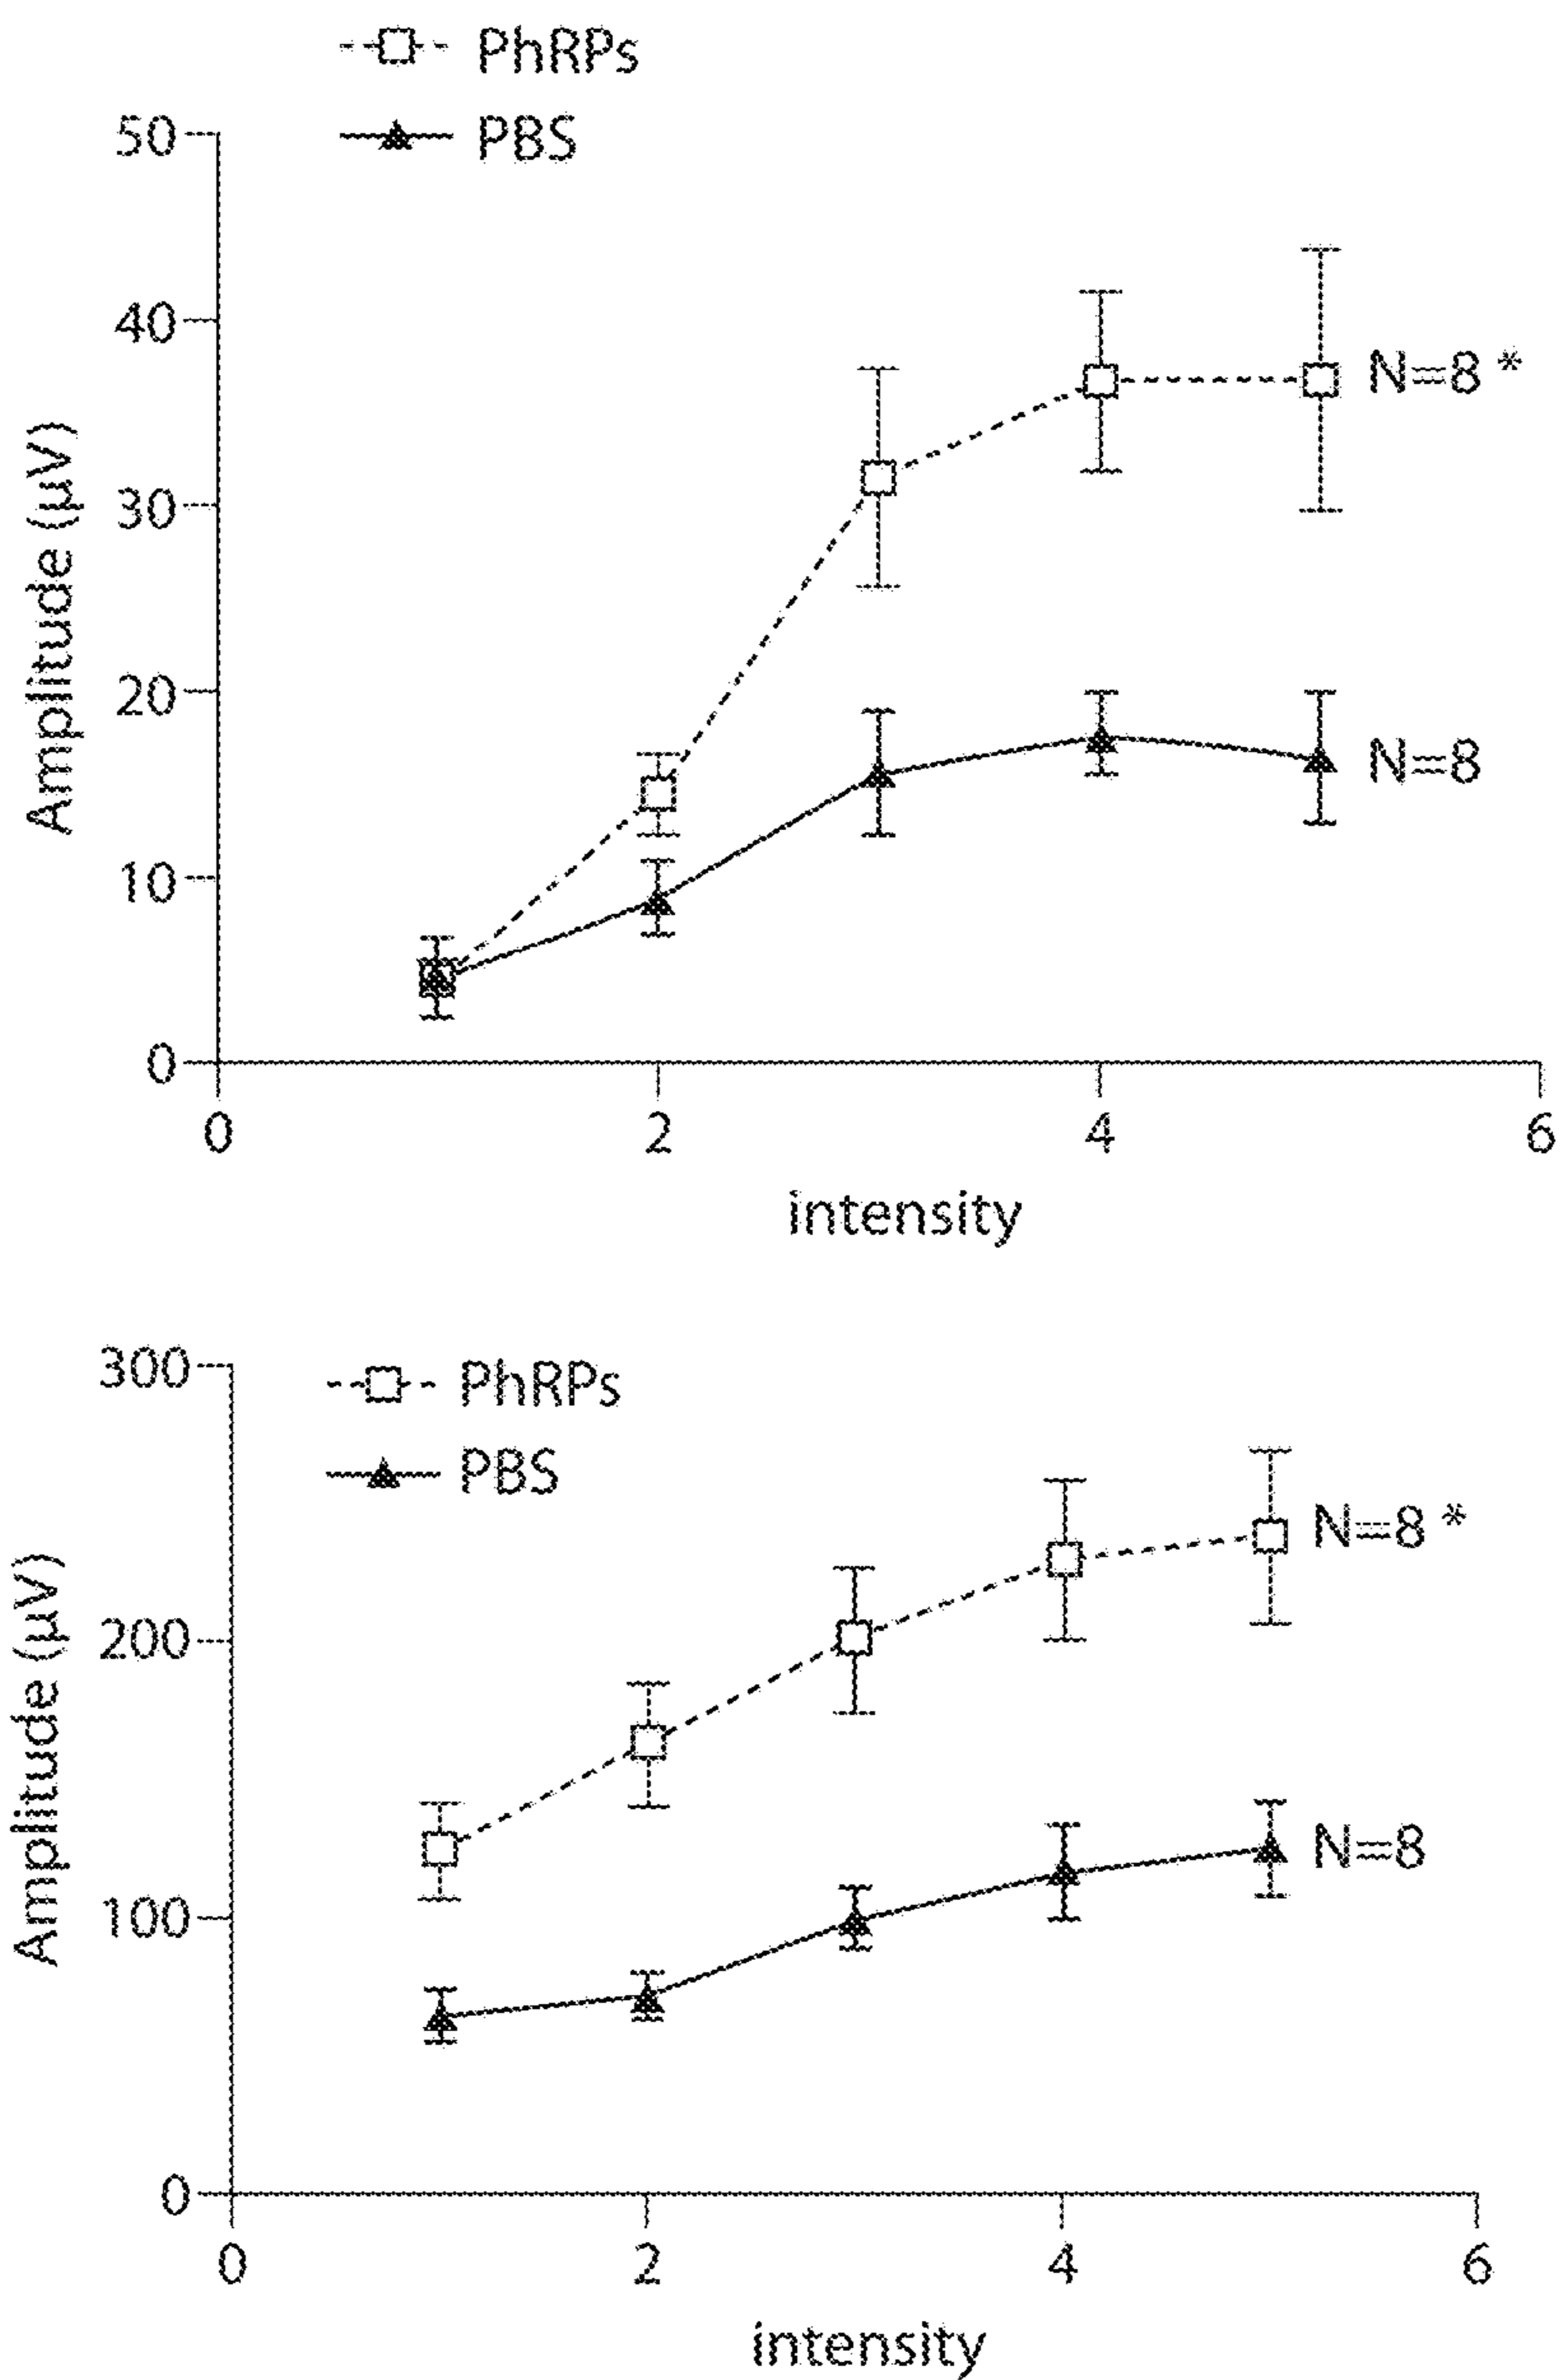 PhRPs
PBS
50
40
30
20
10
0
Amplitude (µV)
N=8 *
N=8
0 2 4 6
intensity
300
200
100
0
PhRPs
PBS
Amplitude (µV)
N=8 *
N=8
0 2 4 6
intensity